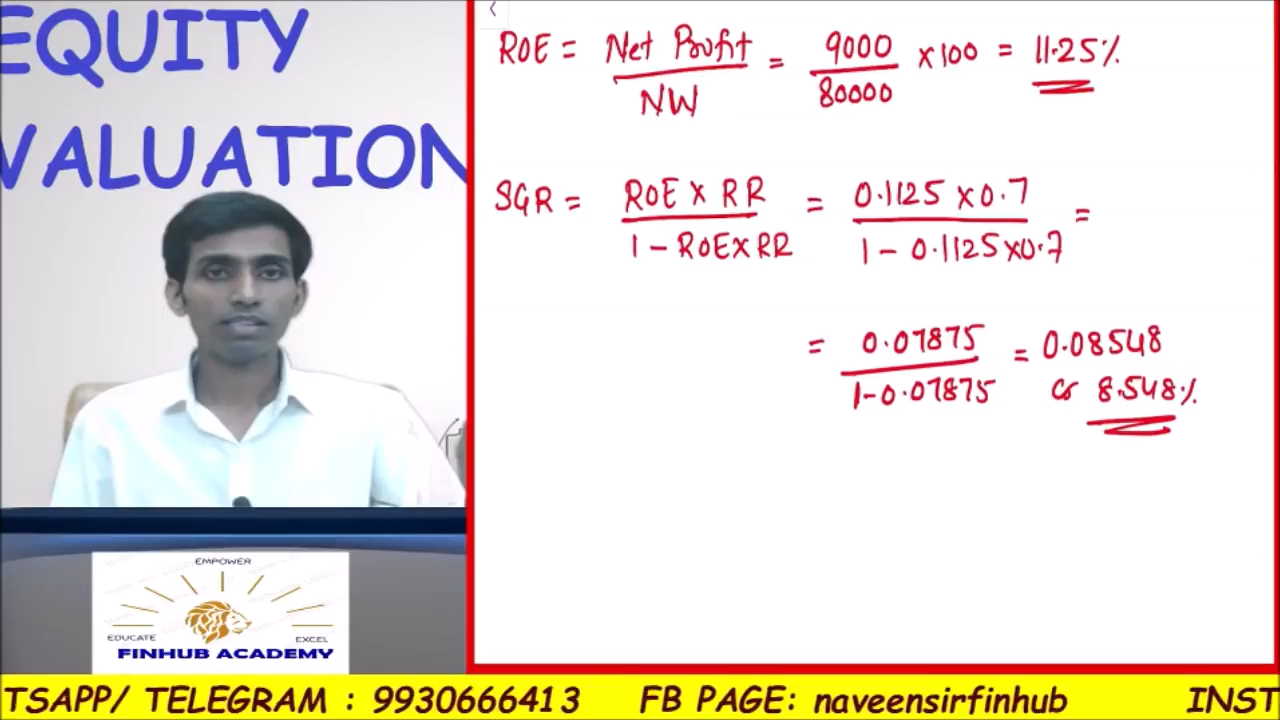 EQUITY
VALUATION
ROE = Net Profit / NW = 9000 / 80000 × 100 = 11.25%
SGR = ROE × RR / 1 - ROE × RR = 0.1125 × 0.7 / 1 - 0.1125 × 0.7 =
= 0.07875 / 1 - 0.07875 = 0.08548
or 8.548%
EMPOWER
EDUCATE
EXCEL
FINHUB ACADEMY
TSAPP/ TELEGRAM : 9930666413 FB PAGE: naveensirfinhub INST